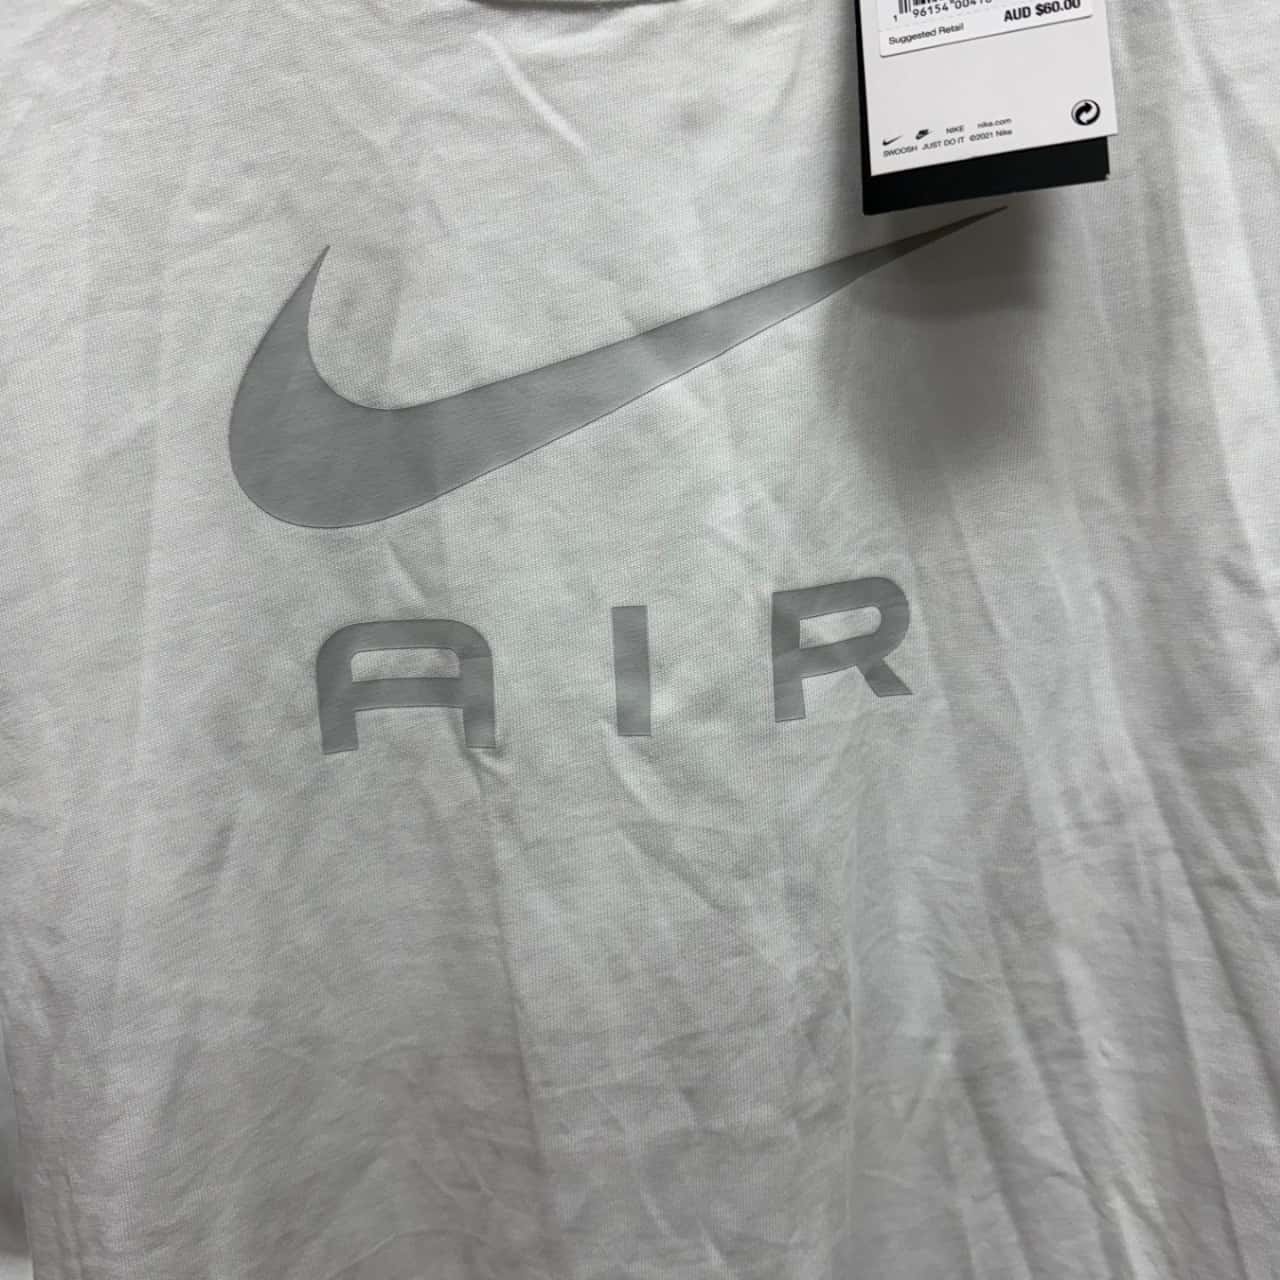 AUD $60.00
Suggested Retail
NIKE nike.com
SWOOSH JUST DO IT ©2021 Nike
AIR